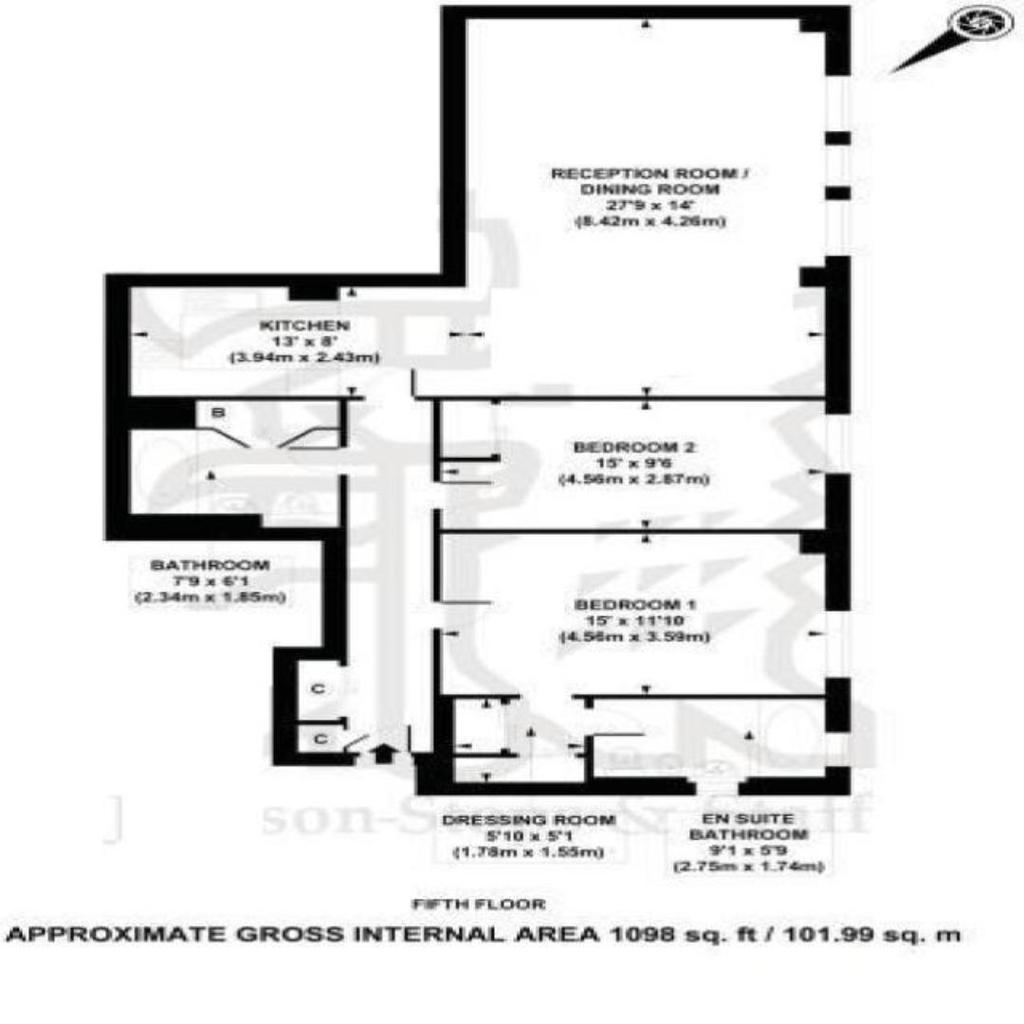 RECEPTION ROOM /
DINING ROOM
27'9 x 14'
(8.42m x 4.26m)
KITCHEN
13' x 8'
(3.94m x 2.43m)
B
BEDROOM 2
15' x 9'6
(4.56m x 2.87m)
BATHROOM
7'9 x 6'1
(2.34m x 1.85m)
BEDROOM 1
15' x 11'10
(4.56m x 3.59m)
C
C
DRESSING ROOM
5'10 x 5'1
(1.78m x 1.55m)
EN SUITE
BATHROOM
9'1 x 5'9
(2.75m x 1.74m)
FIFTH FLOOR
APPROXIMATE GROSS INTERNAL AREA 1098 sq. ft / 101.99 sq. m